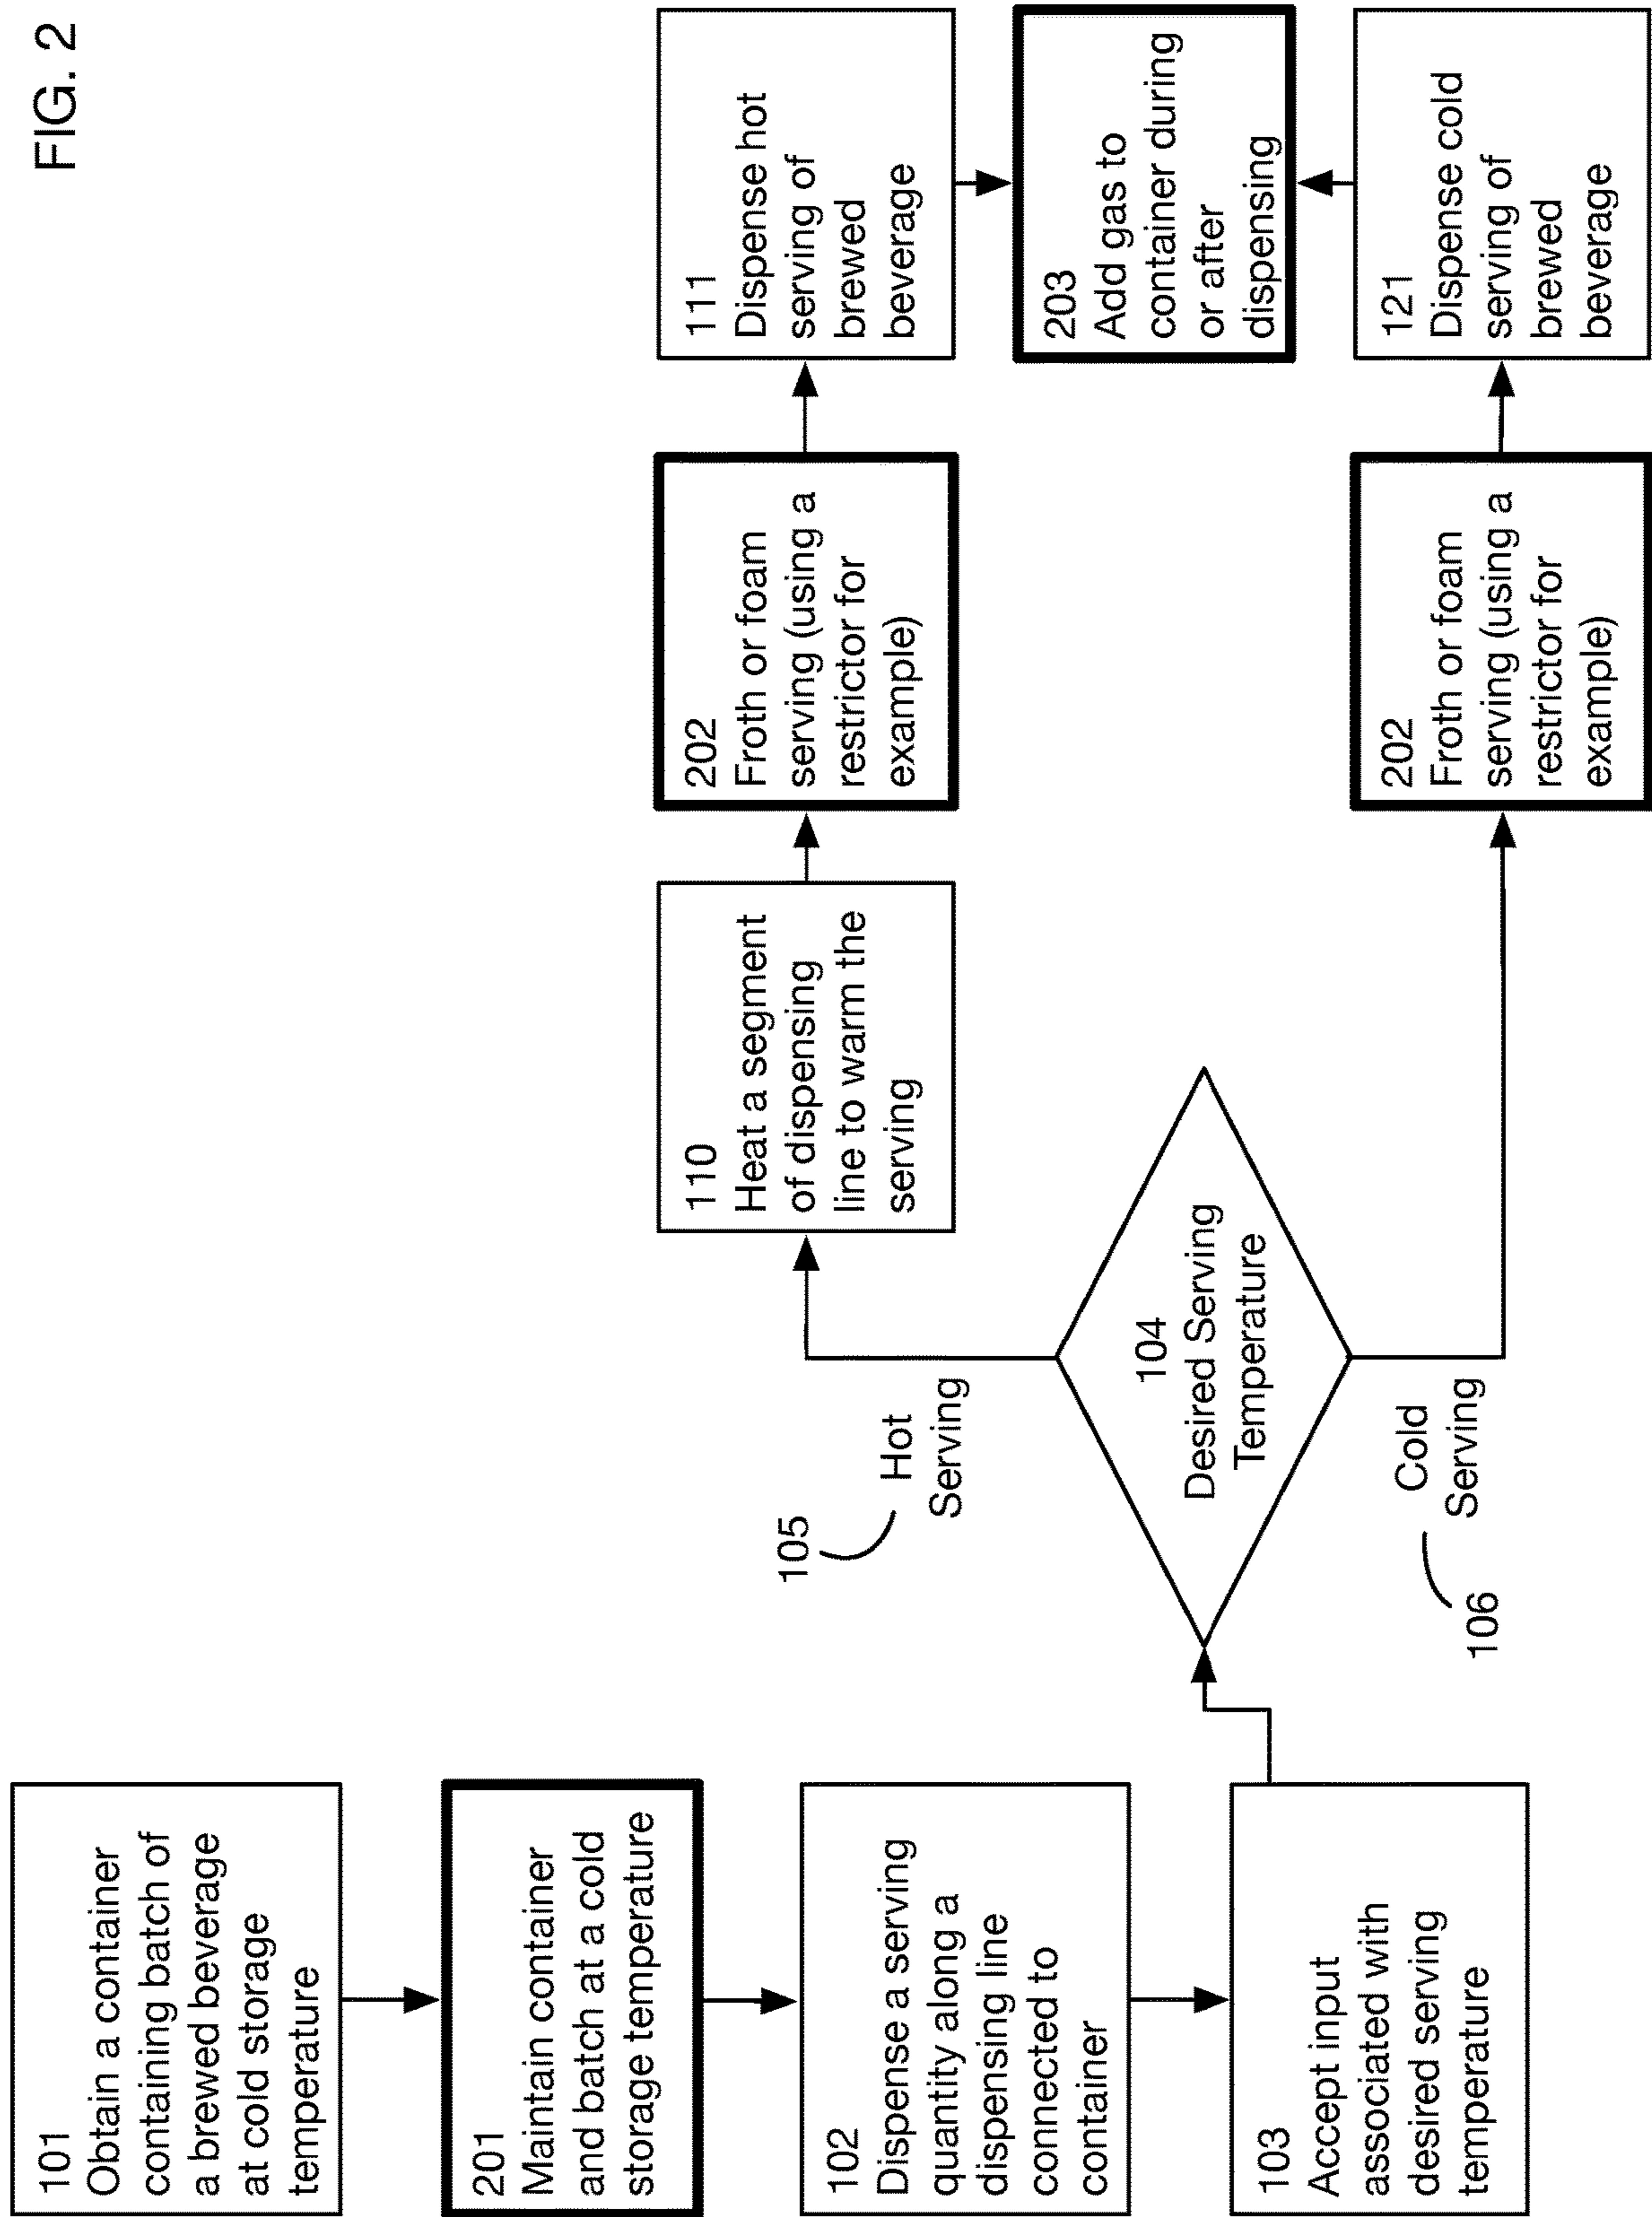 FIG. 2
101
Obtain a container
containing batch of
a brewed beverage
at cold storage
temperature
201
Maintain container
and batch at a cold
storage temperature
102
Dispense a serving
quantity along a
dispensing line
connected to
container
103
Accept input
associated with
desired serving
temperature
104
Desired Serving
Temperature
105
Hot
Serving
106
Cold
Serving
110
Heat a segment
of dispensing
line to warm the
serving
202
Froth or foam
serving (using a
restrictor for
example)
111
Dispense hot
serving of
brewed
beverage
203
Add gas to
container during
or after
dispensing
202
Froth or foam
serving (using a
restrictor for
example)
121
Dispense cold
serving of
brewed
beverage